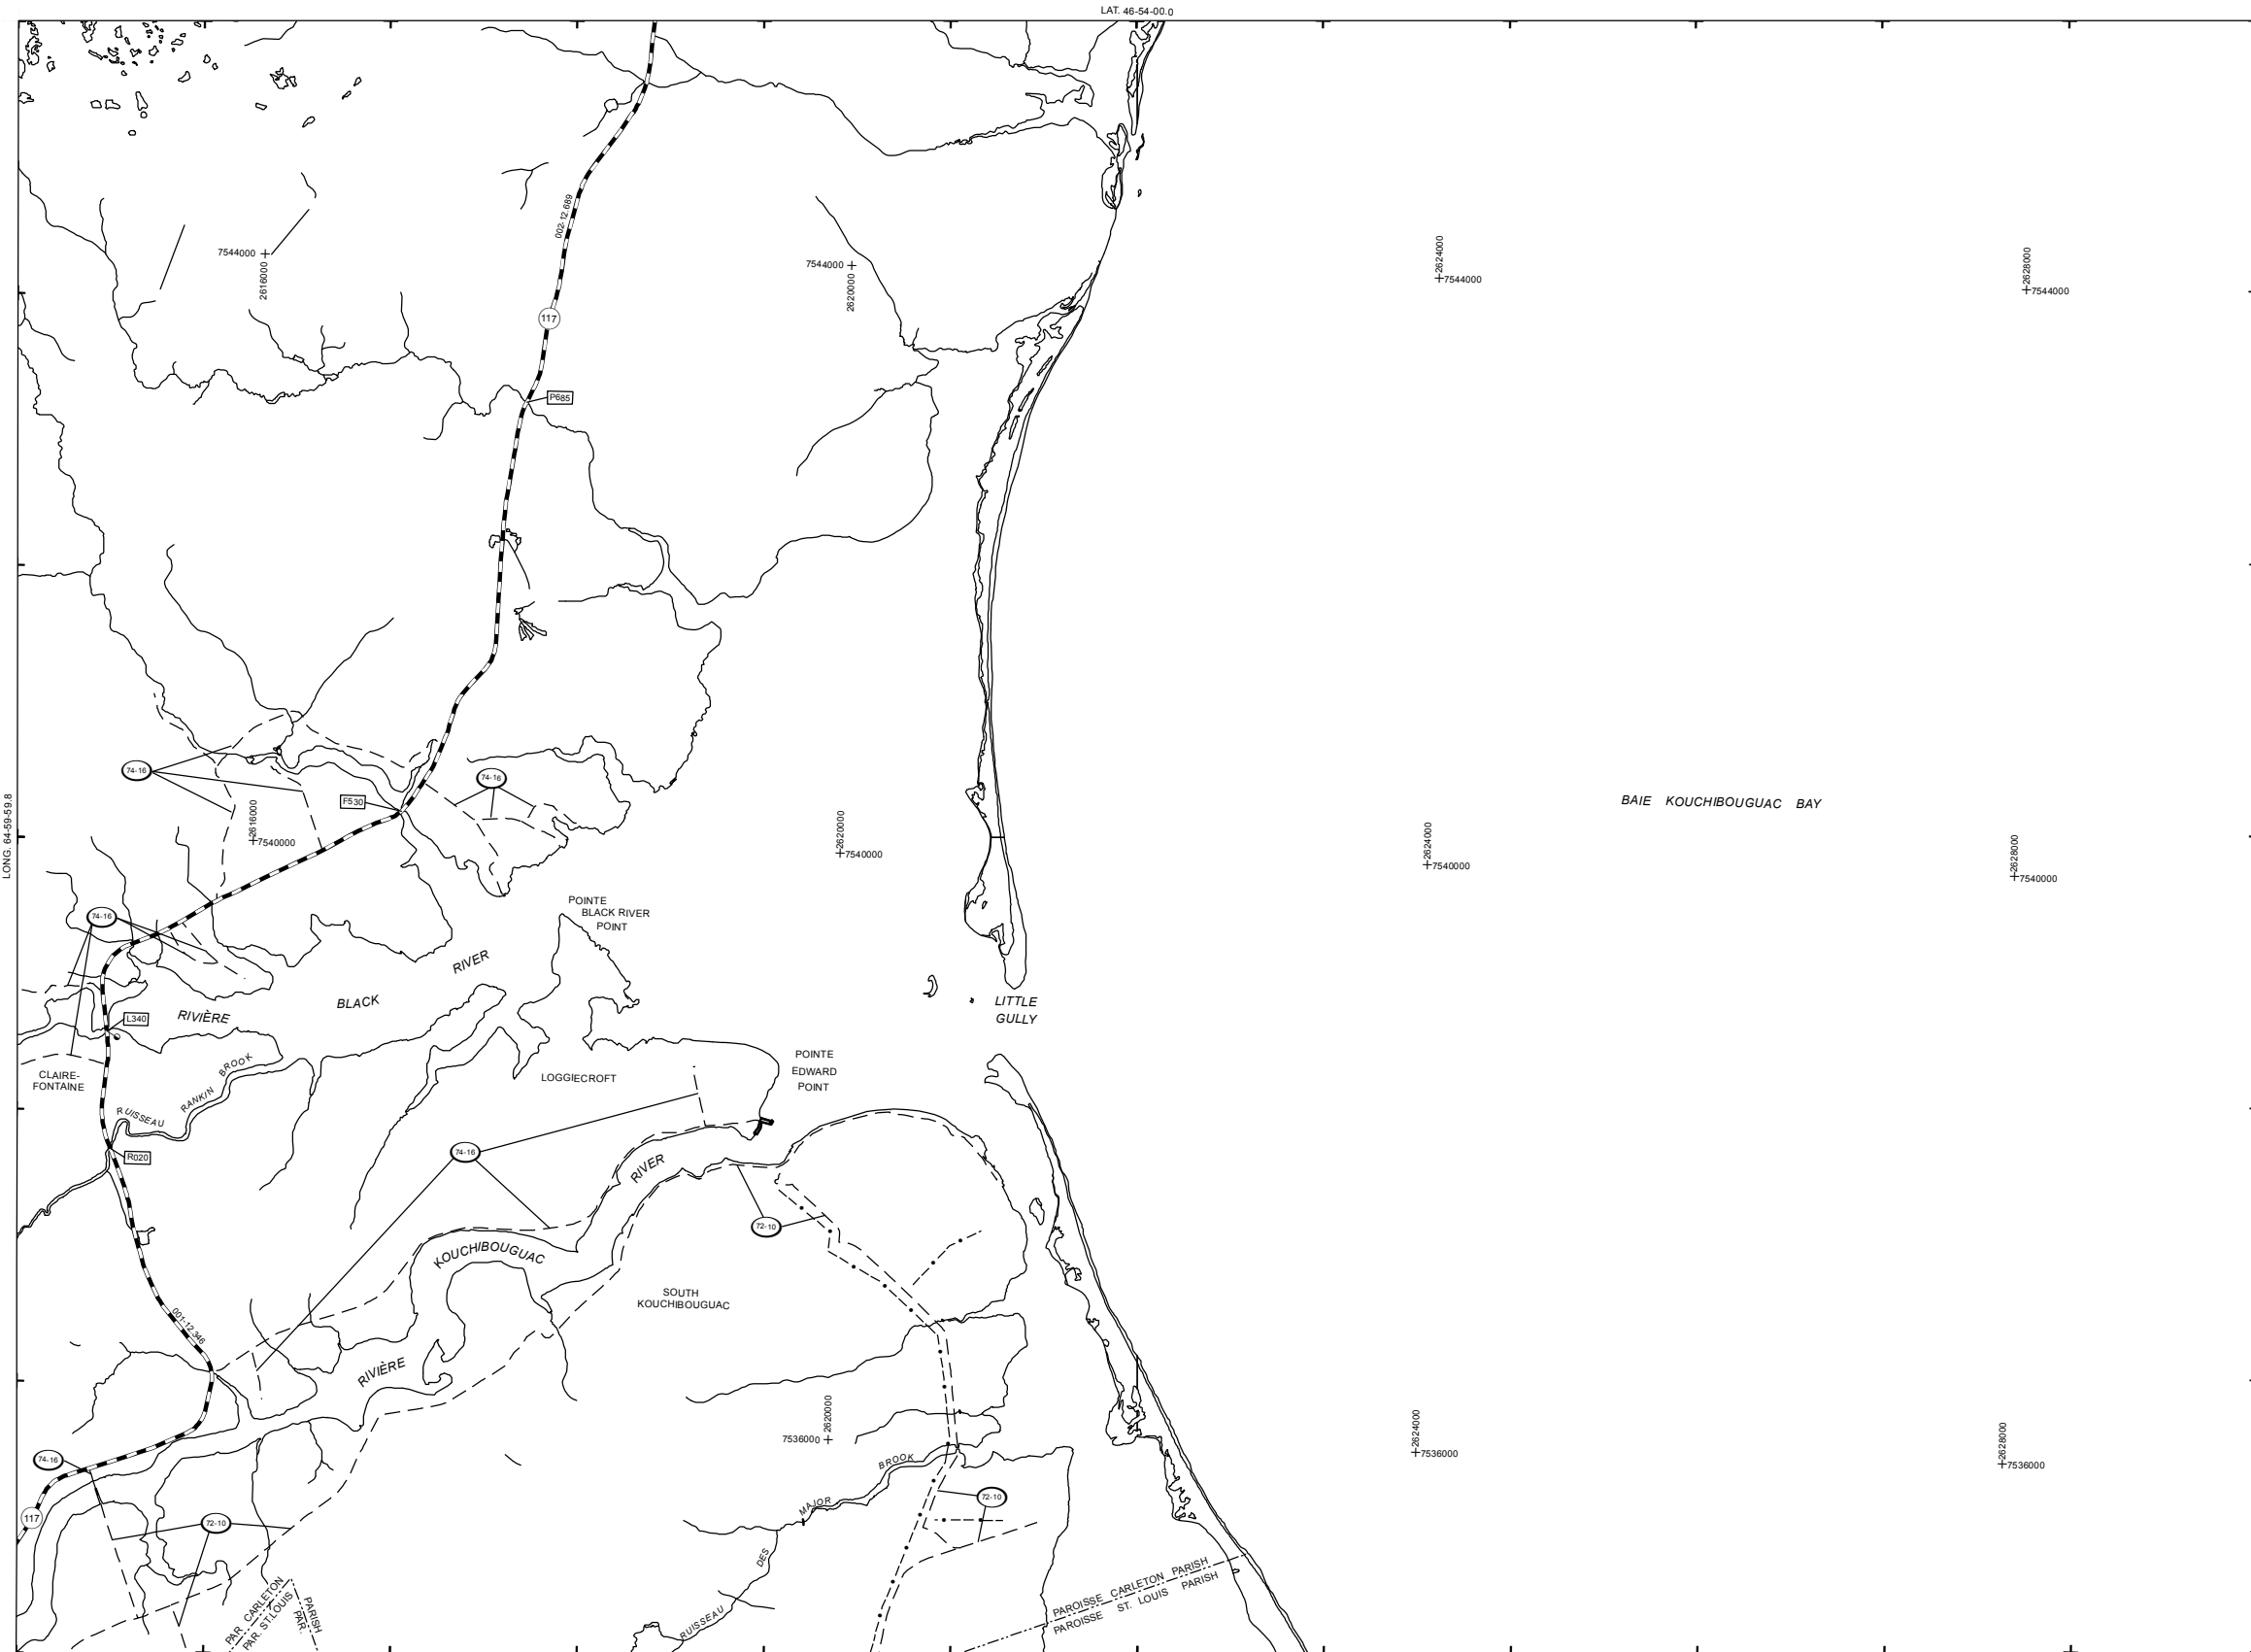 LAT. 46-54-00.0
002-12.689
7544000
2616000
7544000
2620000
2624000
7544000
2628000
7544000
117
P685
74-16
74-16
F530
LONG. 64-59-59.8
2616000
7540000
2620000
7540000
2624000
7540000
2628000
7540000
BAIE KOUCHIBOUGUAC BAY
74-16
POINTE
BLACK RIVER
POINT
RIVER
BLACK
RIVIÈRE
LITTLE
GULLY
L340
CLAIRE-
FONTAINE
RUISSEAU RANKIN BROOK
LOGGIECROFT
POINTE
EDWARD
POINT
R020
74-16
RIVER
72-10
KOUCHIBOUGUAC
SOUTH
KOUCHIBOUGUAC
001-12.346
RIVIÈRE
2620000
7536000
2624000
7536000
2628000
7536000
74-16
BROOK
MAJOR
72-10
117
72-10
DES
RUISSEAU
PAR. CARLETON
PAR. ST.LOUIS
PARISH
PAR.
PAROISSE CARLETON PARISH
PAROISSE ST. LOUIS PARISH